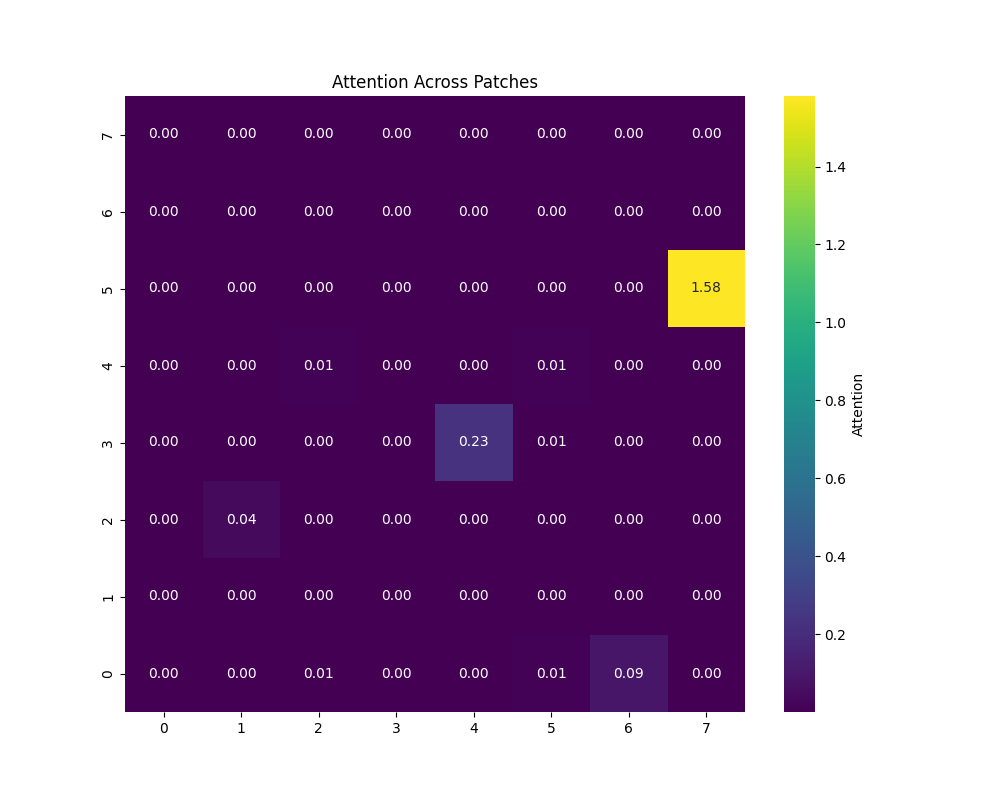 Attention Across Patches
7 0.00 0.00 0.00 0.00 0.00 0.00 0.00 0.00
6 0.00 0.00 0.00 0.00 0.00 0.00 0.00 0.00
5 0.00 0.00 0.00 0.00 0.00 0.00 0.00 1.58
4 0.00 0.00 0.01 0.00 0.00 0.01 0.00 0.00
3 0.00 0.00 0.00 0.00 0.23 0.01 0.00 0.00
2 0.00 0.04 0.00 0.00 0.00 0.00 0.00 0.00
1 0.00 0.00 0.00 0.00 0.00 0.00 0.00 0.00
0 0.00 0.00 0.01 0.00 0.00 0.01 0.09 0.00
0 1 2 3 4 5 6 7
1.4
1.2
1.0
0.8
0.6
0.4
0.2
Attention